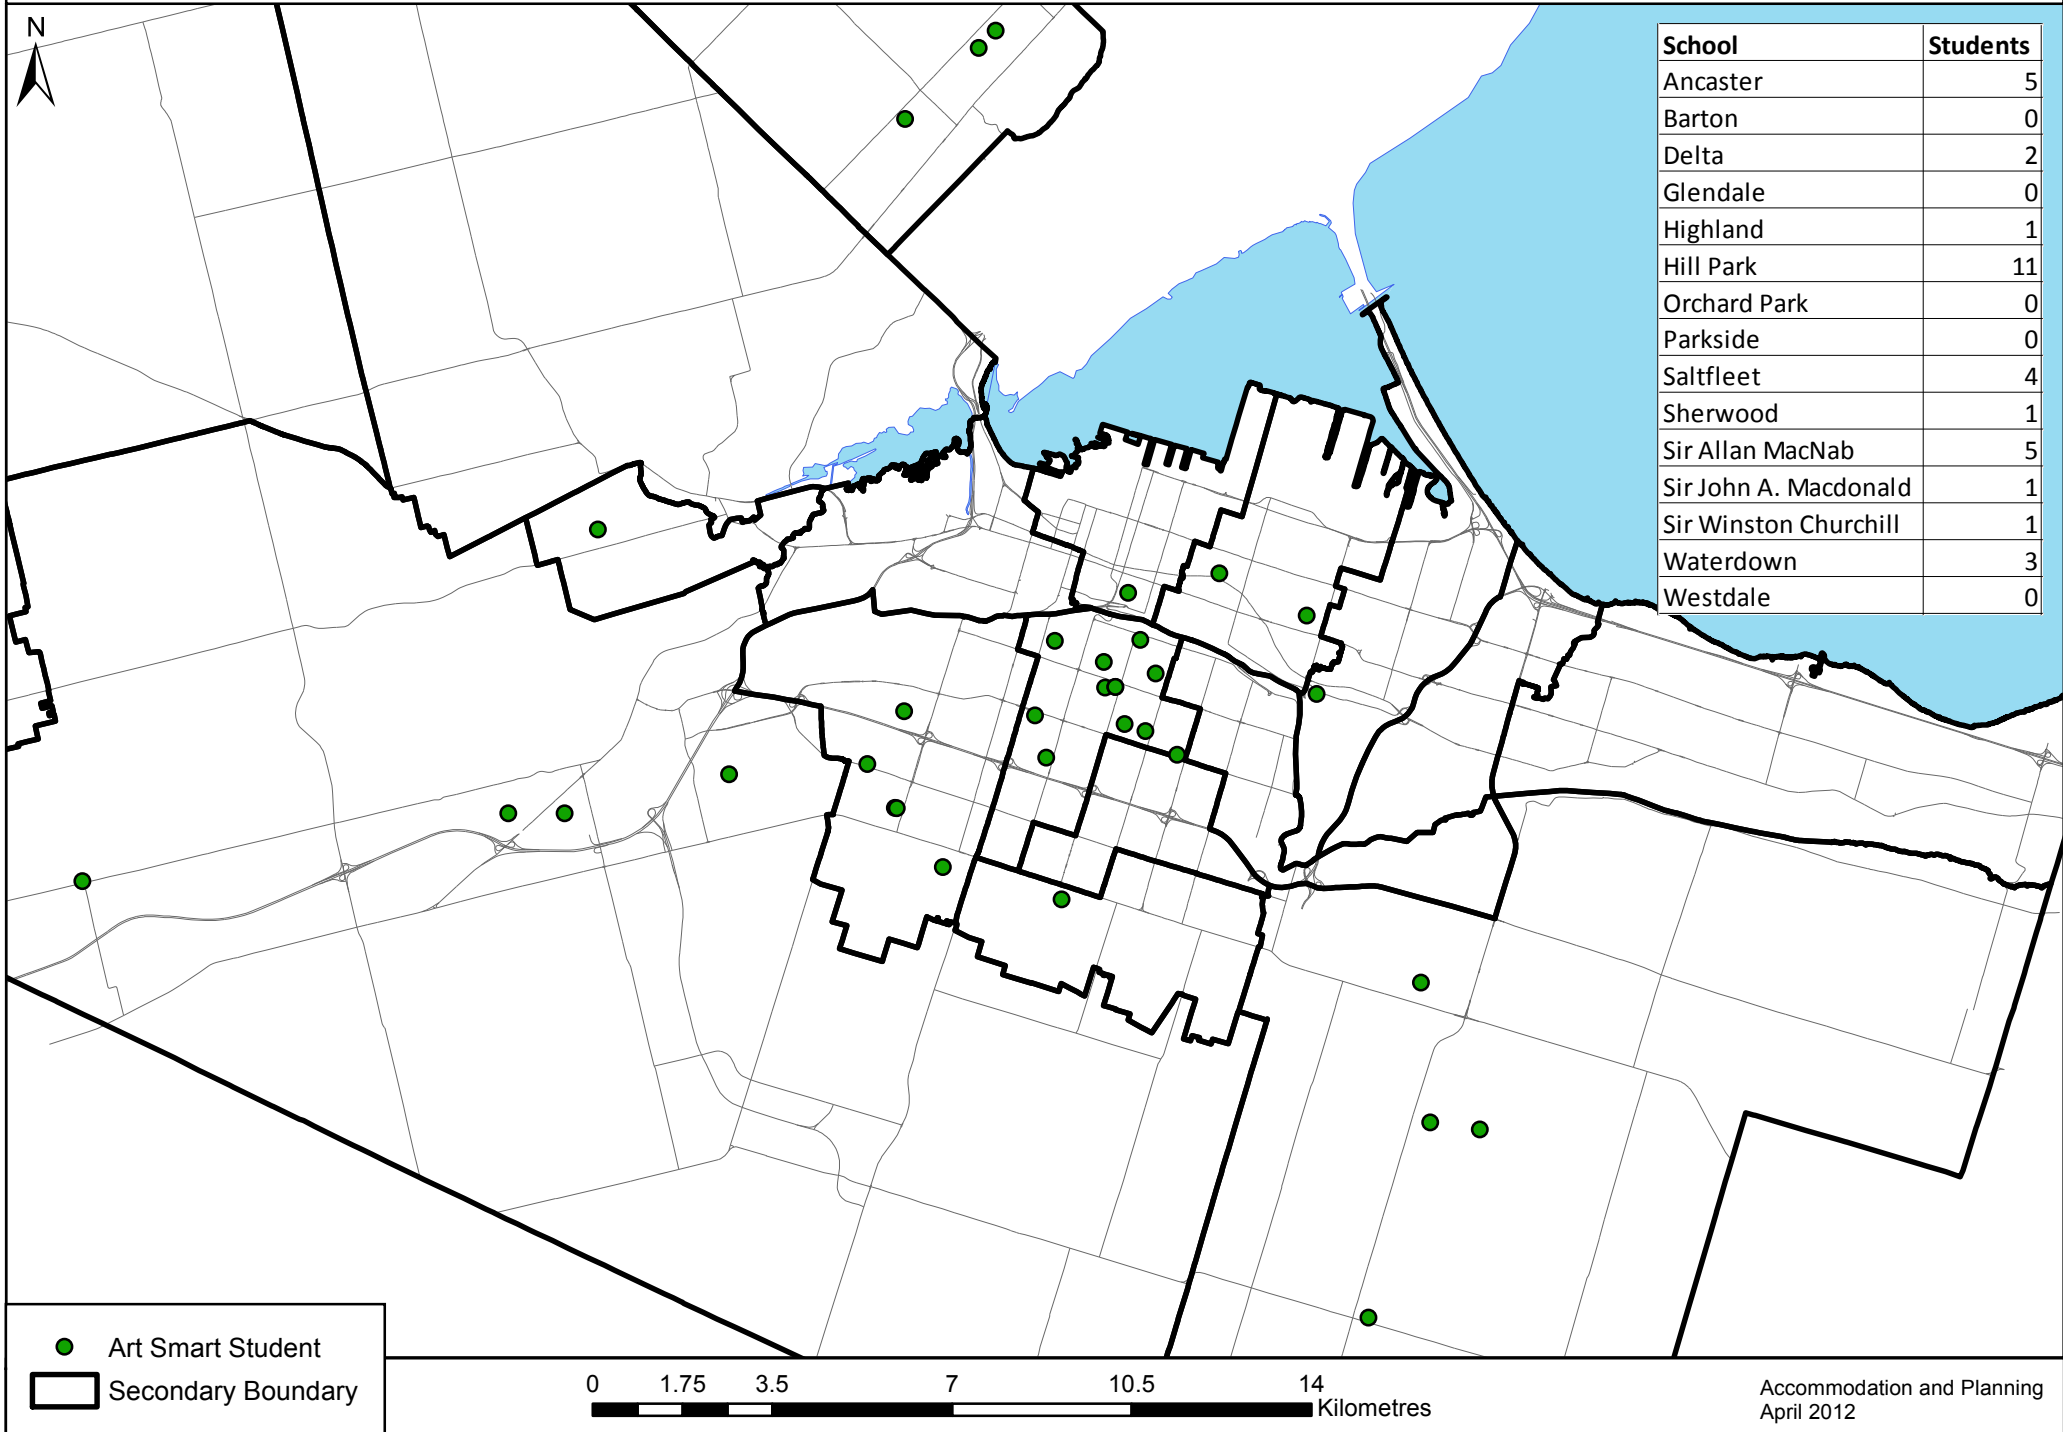 N
School Students
Ancaster 5
Barton 0
Delta 2
Glendale 0
Highland 1
Hill Park 11
Orchard Park 0
Parkside 0
Saltfleet 4
Sherwood 1
Sir Allan MacNab 5
Sir John A. Macdonald 1
Sir Winston Churchill 1
Waterdown 3
Westdale 0
Art Smart Student
Secondary Boundary
0 1.75 3.5 7 10.5 14
Kilometres
Accommodation and Planning
April 2012